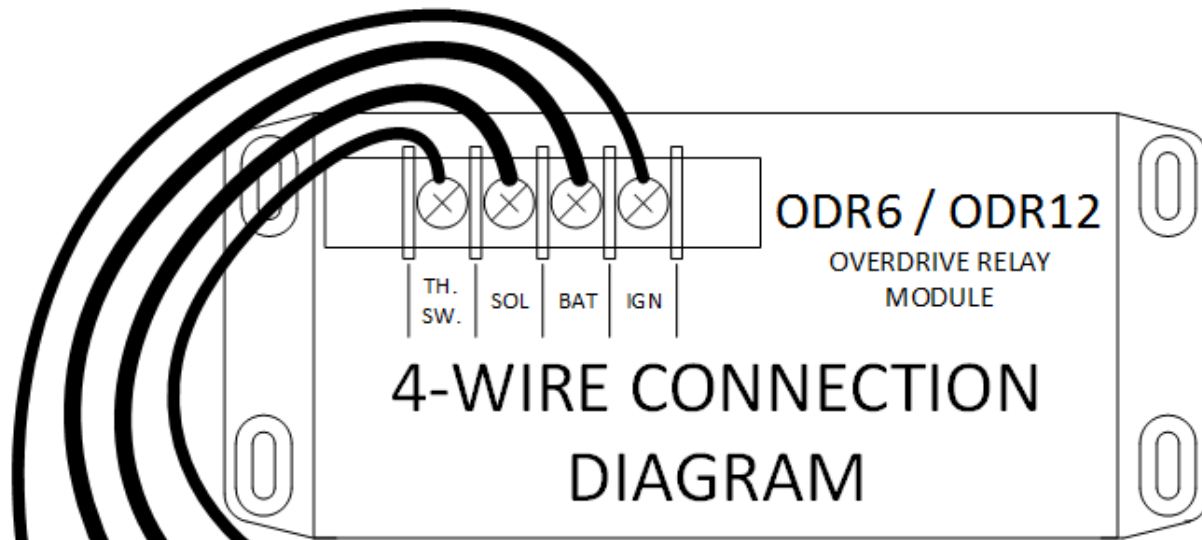 ODR6 / ODR12
OVERDRIVE RELAY
MODULE
TH.
SW.
SOL
BAT
IGN
4-WIRE CONNECTION
DIAGRAM